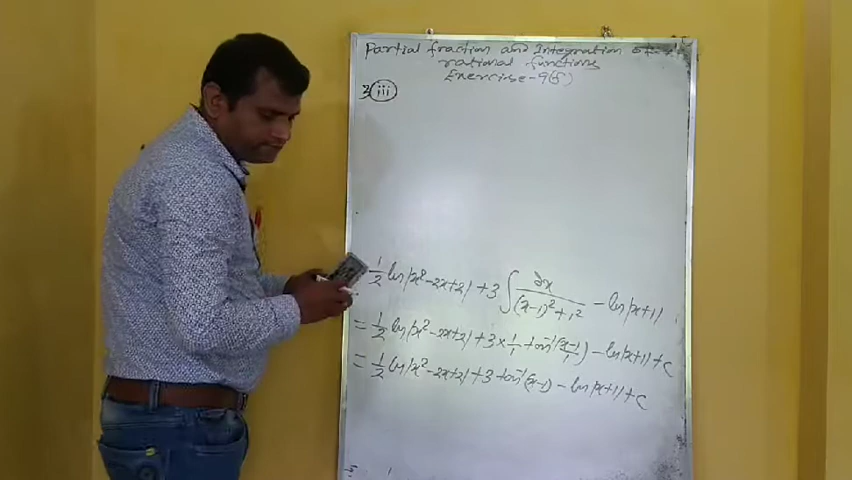 Partial fraction and Integration of
rational functions
Exercise-9(B)
3 (iii)
1/2 ln|x²-2x+2| + 3 ∫ dx/((x-1)²+1²) - ln|x+1|
= 1/2 ln|x²-2x+2| + 3 × 1/1 tan⁻¹(x-1/1) - ln|x+1| + c
= 1/2 ln|x²-2x+2| + 3 tan⁻¹(x-1) - ln|x+1| + c